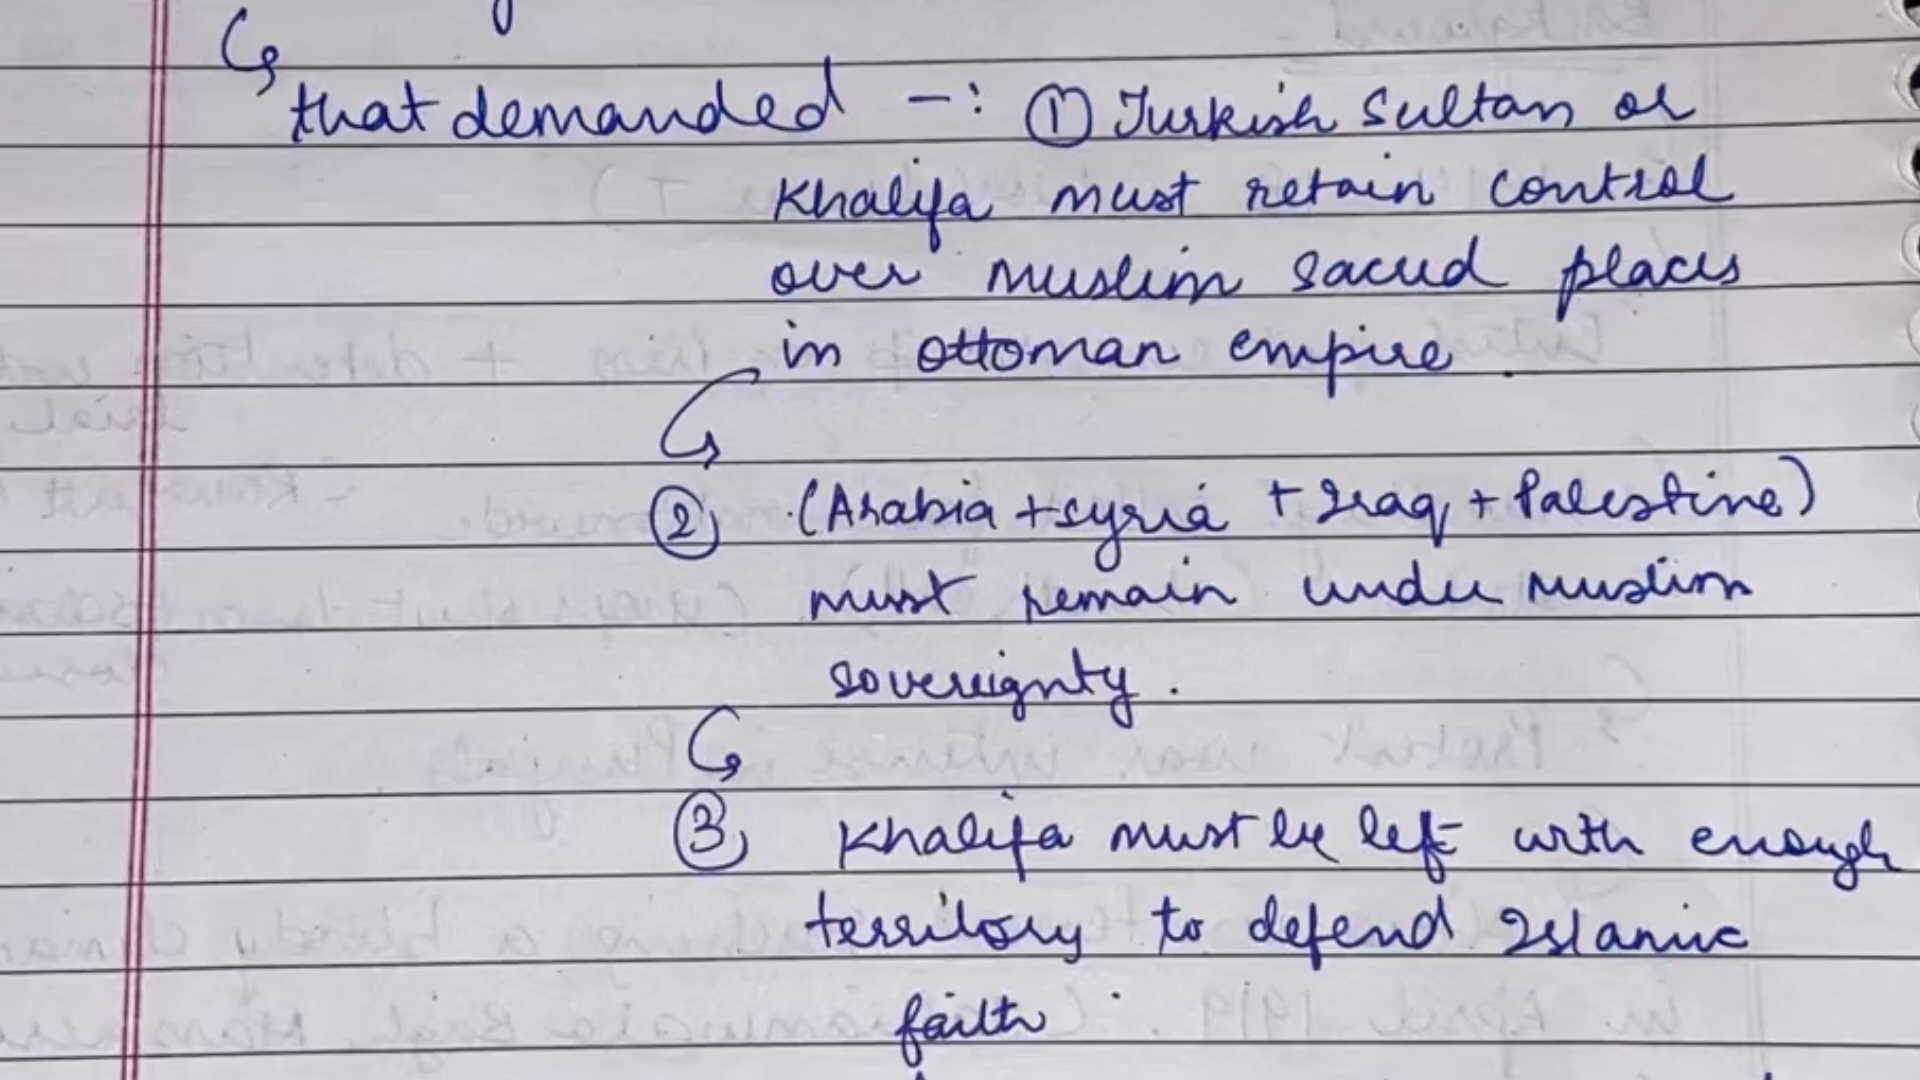 ↳
that demanded -: ① Turkish Sultan or
Khalifa must retain control
over muslim sacred places
in ottoman empire.
↳
② (Arabia + syria + Iraq + Palestine)
must remain under muslim
sovereignty.
↳
③ Khalifa must be left with enough
territory to defend Islamic
faith